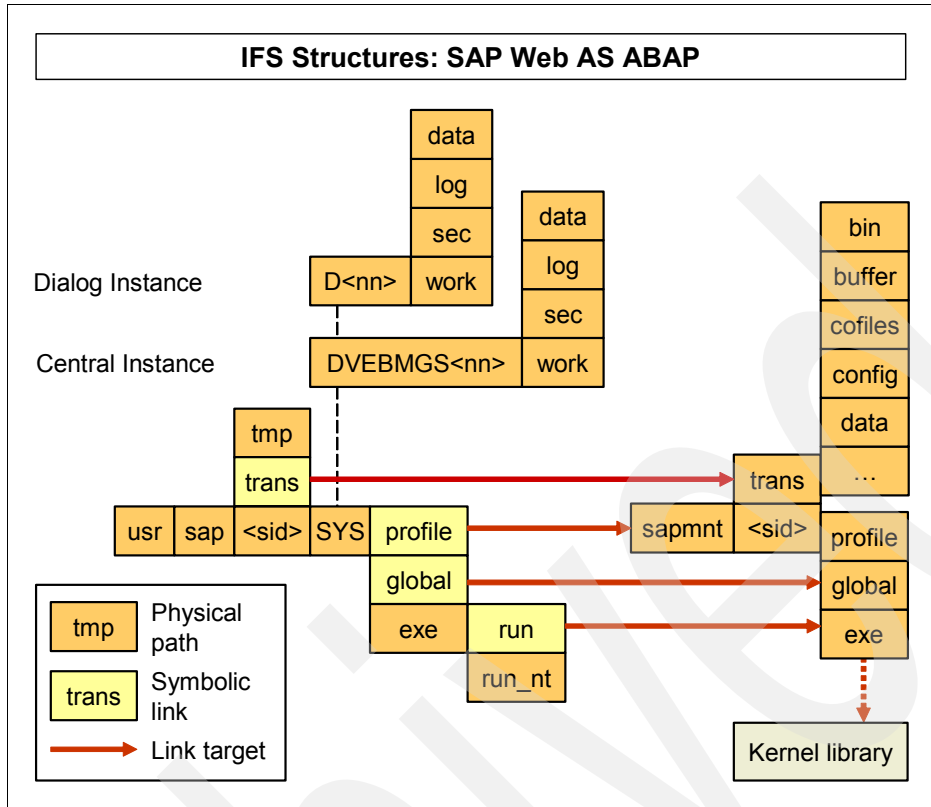 IFS Structures: SAP Web AS ABAP
data
log
sec
Dialog Instance D<nn> work
data
log
sec
Central Instance DVEBMGS<nn> work
bin
buffer
cofiles
config
data
...
tmp
trans
trans
usr sap <sid> SYS profile
sapmnt <sid> profile
global
global
exe run
exe
run_nt
Kernel library
tmp Physical
path
trans Symbolic
link
Link target